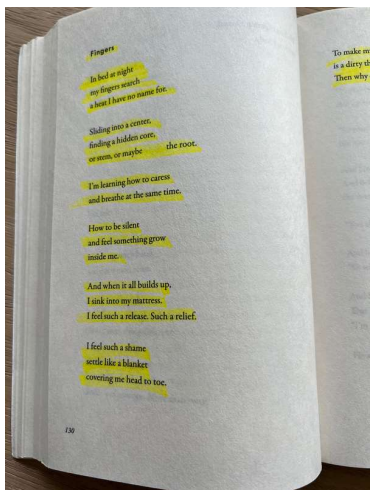 Fingers
In bed at night
my fingers search
a heat I have no name for.
Sliding into a center,
finding a hidden core,
or stem, or maybe the root.
I'm learning how to caress
and breathe at the same time.
How to be silent
and feel something grow
inside me.
And when it all builds up,
I sink into my mattress.
I feel such a release. Such a relief.
I feel such a shame
settle like a blanket
covering me head to toe.
130
To make m
is a dirty th
Then why